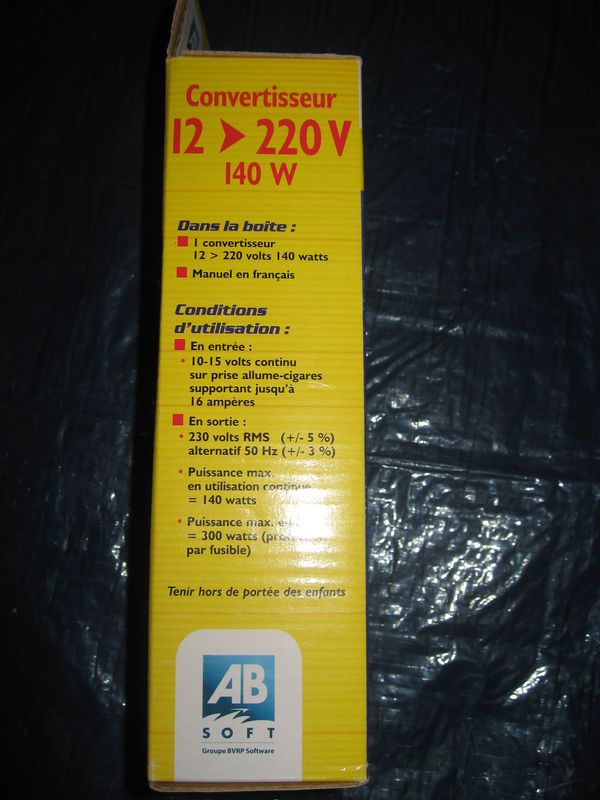 Convertisseur
12 > 220 V
140 W
Dans la boîte :
1 convertisseur
12 > 220 volts 140 watts
Manuel en français
Conditions
d'utilisation :
En entrée :
10-15 volts continu
sur prise allume-cigares
supportant jusqu'à
16 ampères
En sortie :
230 volts RMS (+/- 5 %)
alternatif 50 Hz (+/- 3 %)
Puissance max
en utilisation continue
= 140 watts
Puissance max.
= 300 watts
par fusible)
Tenir hors de portée des enfants
AB
SOFT
Groupe BVRP Software